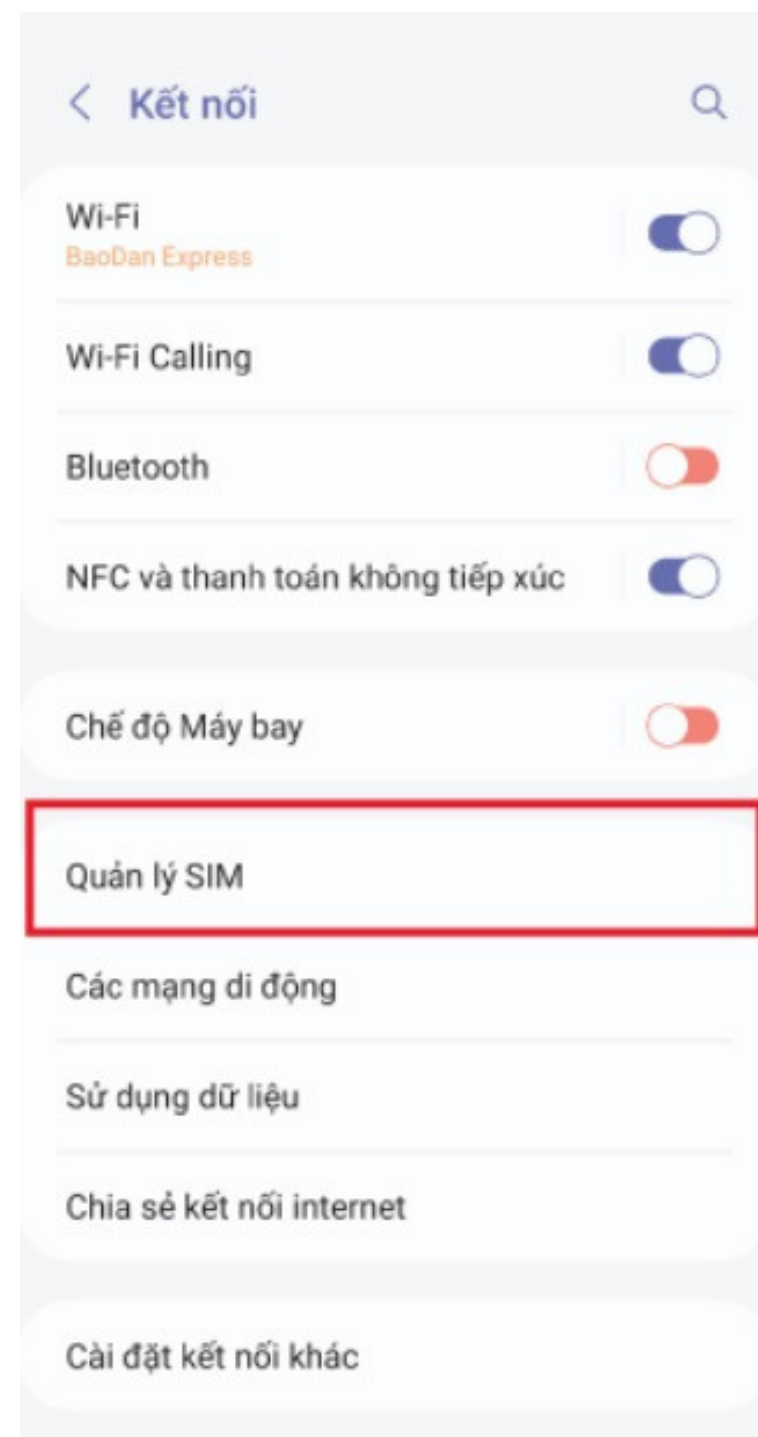 Kết nối
Wi-Fi
BaoDan Express
Wi-Fi Calling
Bluetooth
NFC và thanh toán không tiếp xúc
Chế độ Máy bay
Quản lý SIM
Các mạng di động
Sử dụng dữ liệu
Chia sẻ kết nối internet
Cài đặt kết nối khác